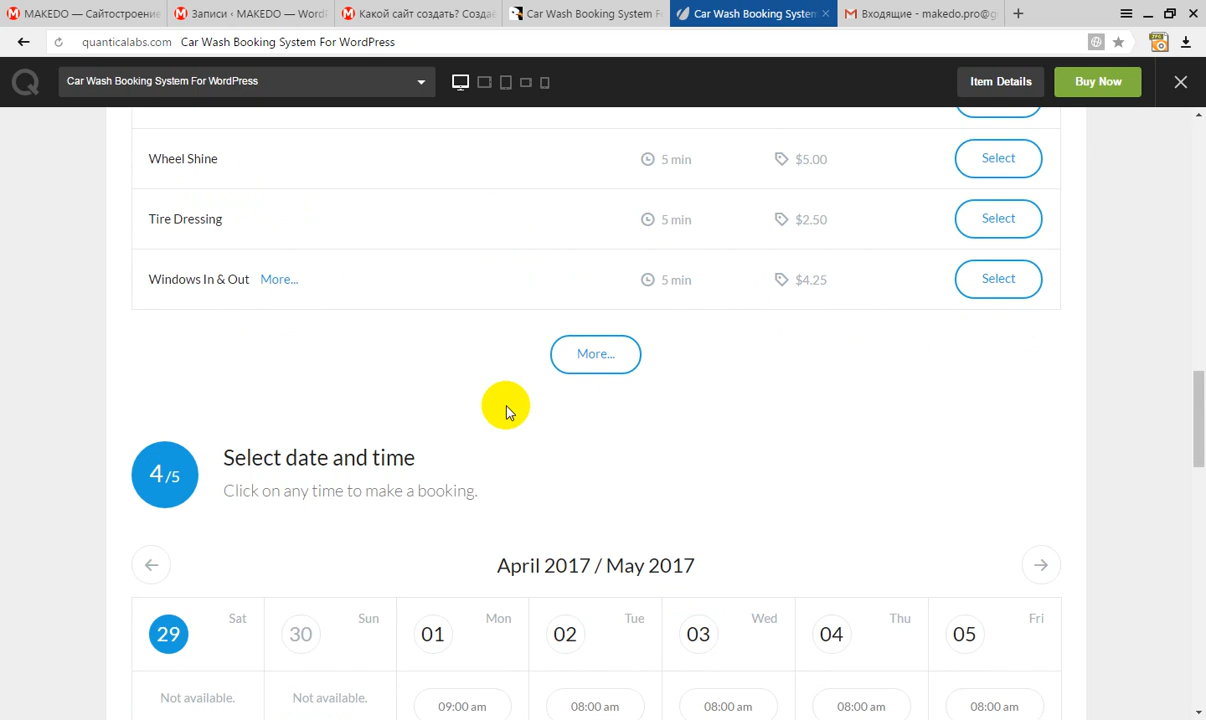 MAKEDO — Сайтостроение
Записи ‹ MAKEDO — Word
Какой сайт создать? Созда
Car Wash Booking System F
Car Wash Booking System
Входящие - makedo.pro@g
quanticalabs.com Car Wash Booking System For WordPress
Car Wash Booking System For WordPress
Item Details
Buy Now
Wheel Shine 5 min $5.00 Select
Tire Dressing 5 min $2.50 Select
Windows In & Out More... 5 min $4.25 Select
More...
4/5
Select date and time
Click on any time to make a booking.
April 2017 / May 2017
29 Sat 30 Sun 01 Mon 02 Tue 03 Wed 04 Thu 05 Fri
Not available. Not available. 09:00 am 08:00 am 08:00 am 08:00 am 08:00 am